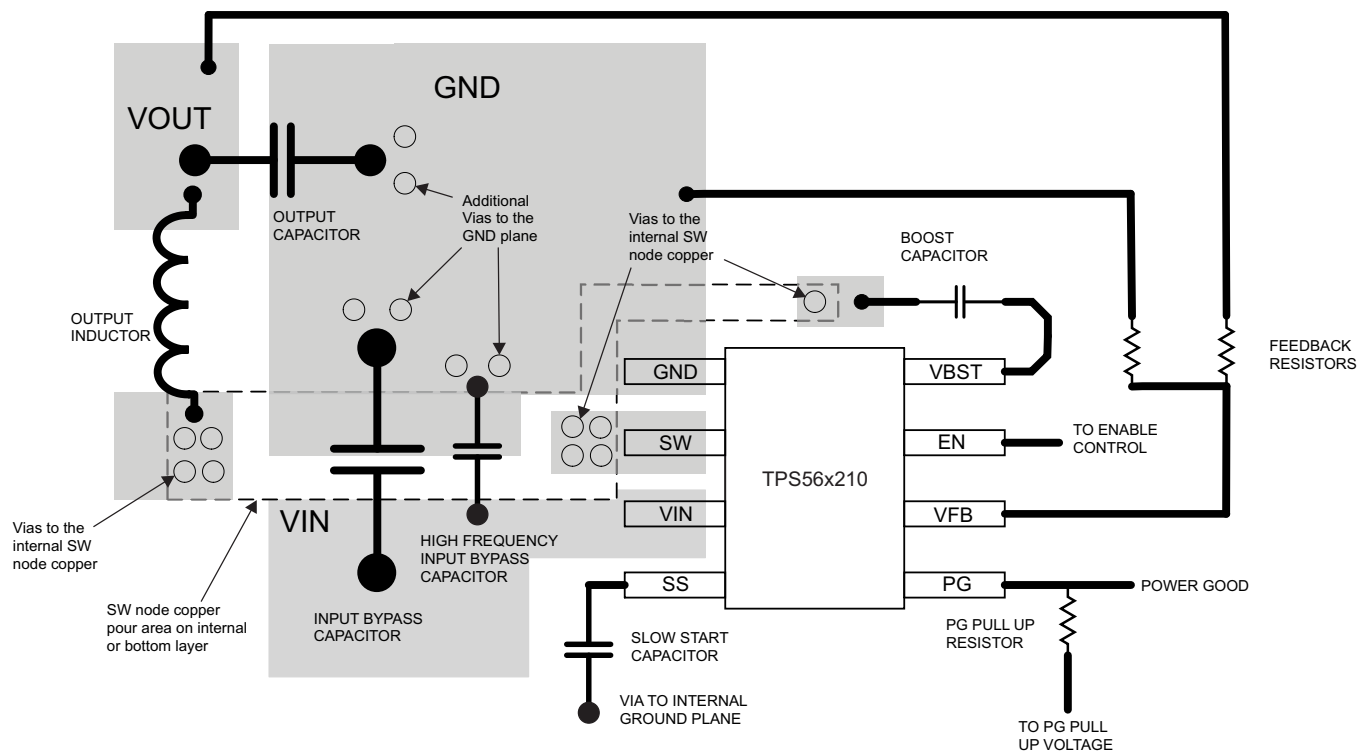 GND
VOUT
OUTPUT
CAPACITOR
Additional
Vias to the
GND plane
Vias to the
internal SW
node copper
BOOST
CAPACITOR
OUTPUT
INDUCTOR
FEEDBACK
RESISTORS
GND
VBST
SW
EN
TO ENABLE
CONTROL
TPS56x210
VIN
VIN
VFB
Vias to the
internal SW
node copper
HIGH FREQUENCY
INPUT BYPASS
CAPACITOR
SS
PG
POWER GOOD
SW node copper
pour area on internal
or bottom layer
INPUT BYPASS
CAPACITOR
SLOW START
CAPACITOR
PG PULL UP
RESISTOR
VIA TO INTERNAL
GROUND PLANE
TO PG PULL
UP VOLTAGE